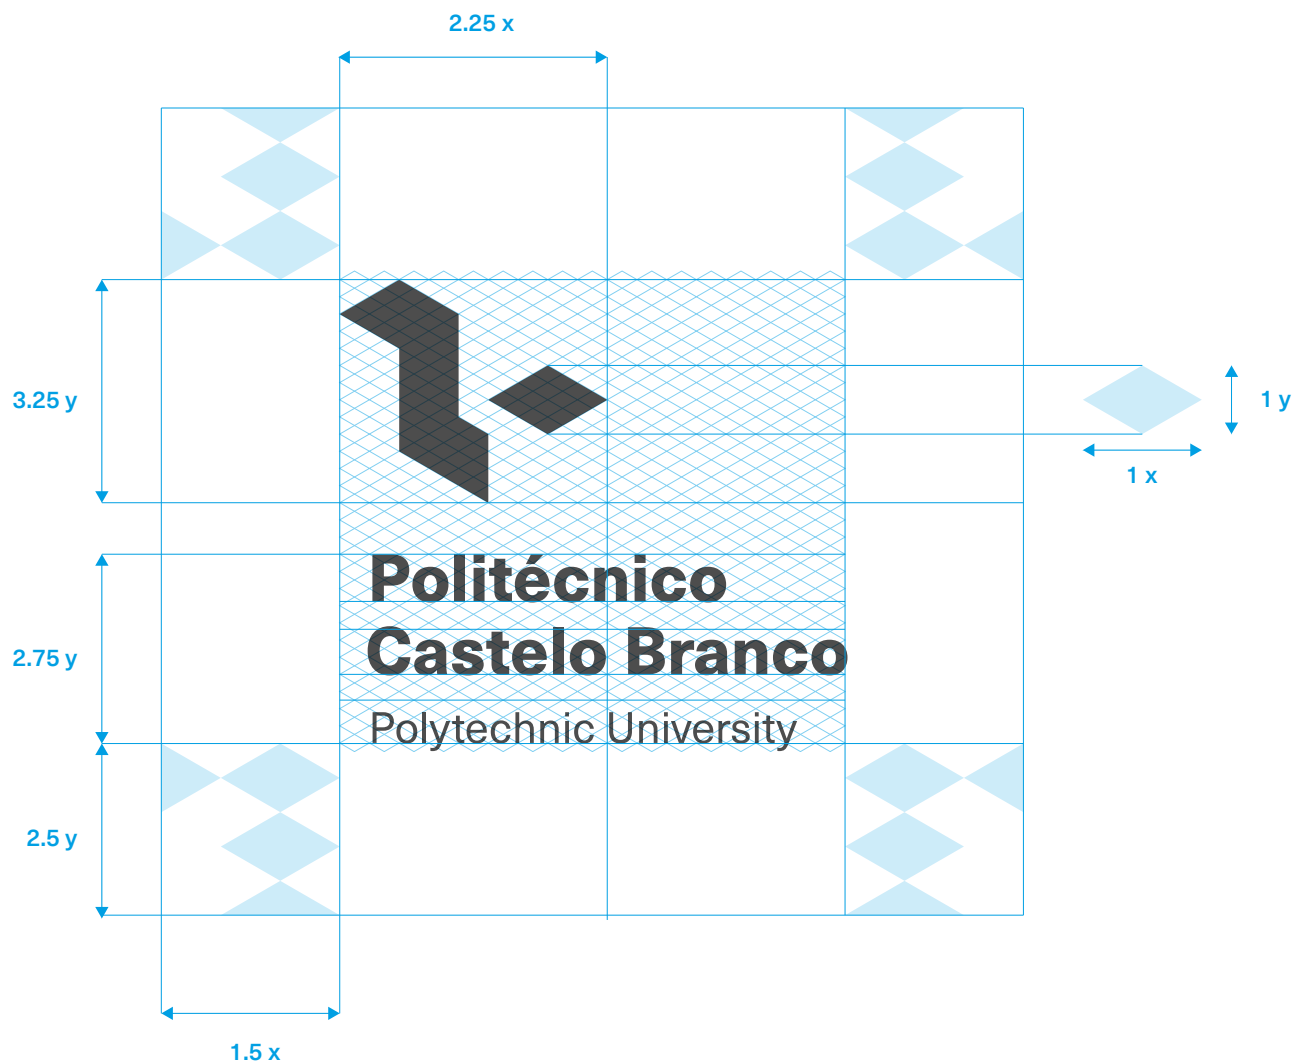 2.25 x
3.25 y
1 y
1 x
Politécnico
Castelo Branco
2.75 y
Polytechnic University
2.5 y
1.5 x